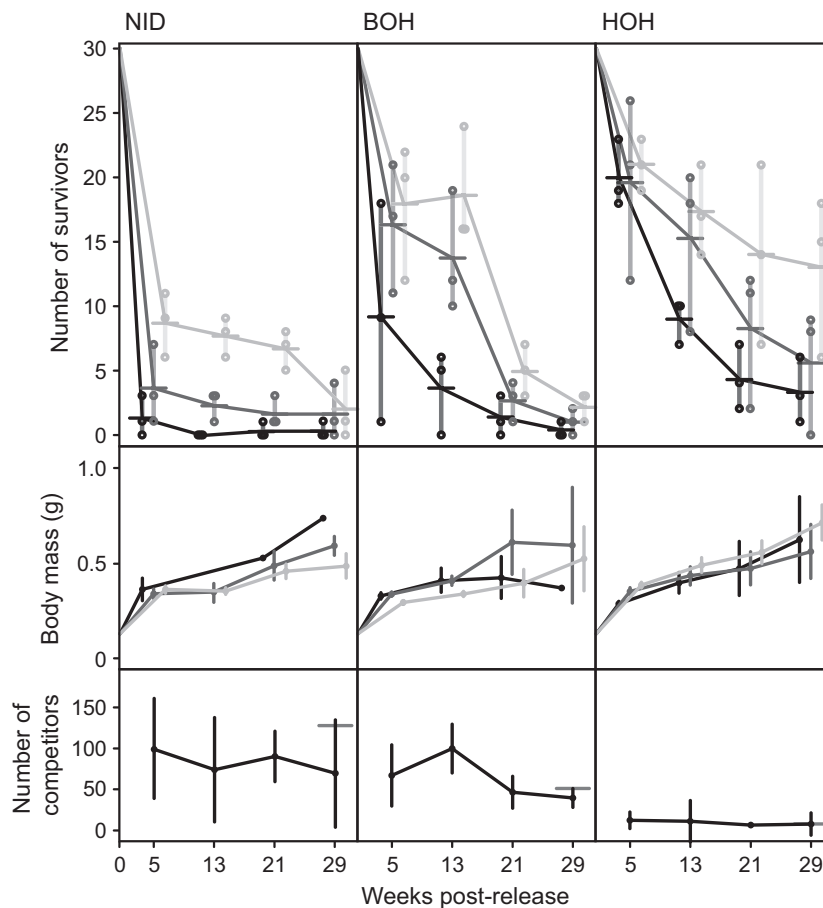 NID BOH HOH
30
25
20
15
10
5
0
Number of survivors
1.0
0.5
0
Body mass (g)
150
100
50
0
Number of
competitors
0 5 13 21 29 5 13 21 29 5 13 21 29
Weeks post-release